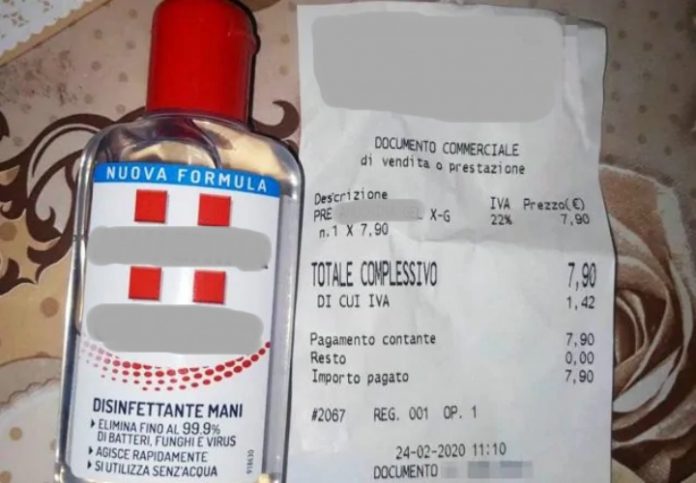 NUOVA FORMULA
DISINFETTANTE MANI
▸ ELIMINA FINO AL 99.9%
DI BATTERI, FUNGHI E VIRUS
▸ AGISCE RAPIDAMENTE
▸ SI UTILIZZA SENZ'ACQUA
918630
DOCUMENTO COMMERCIALE
di vendita o prestazione
Descrizione IVA Prezzo(€)
PRE GEL X-G 22% 7,90
n.1 X 7,90
TOTALE COMPLESSIVO 7,90
DI CUI IVA 1,42
Pagamento contante 7,90
Resto 0,00
Importo pagato 7,90
#2067 REG. 001 OP. 1
24-02-2020 11:10
DOCUMENTO